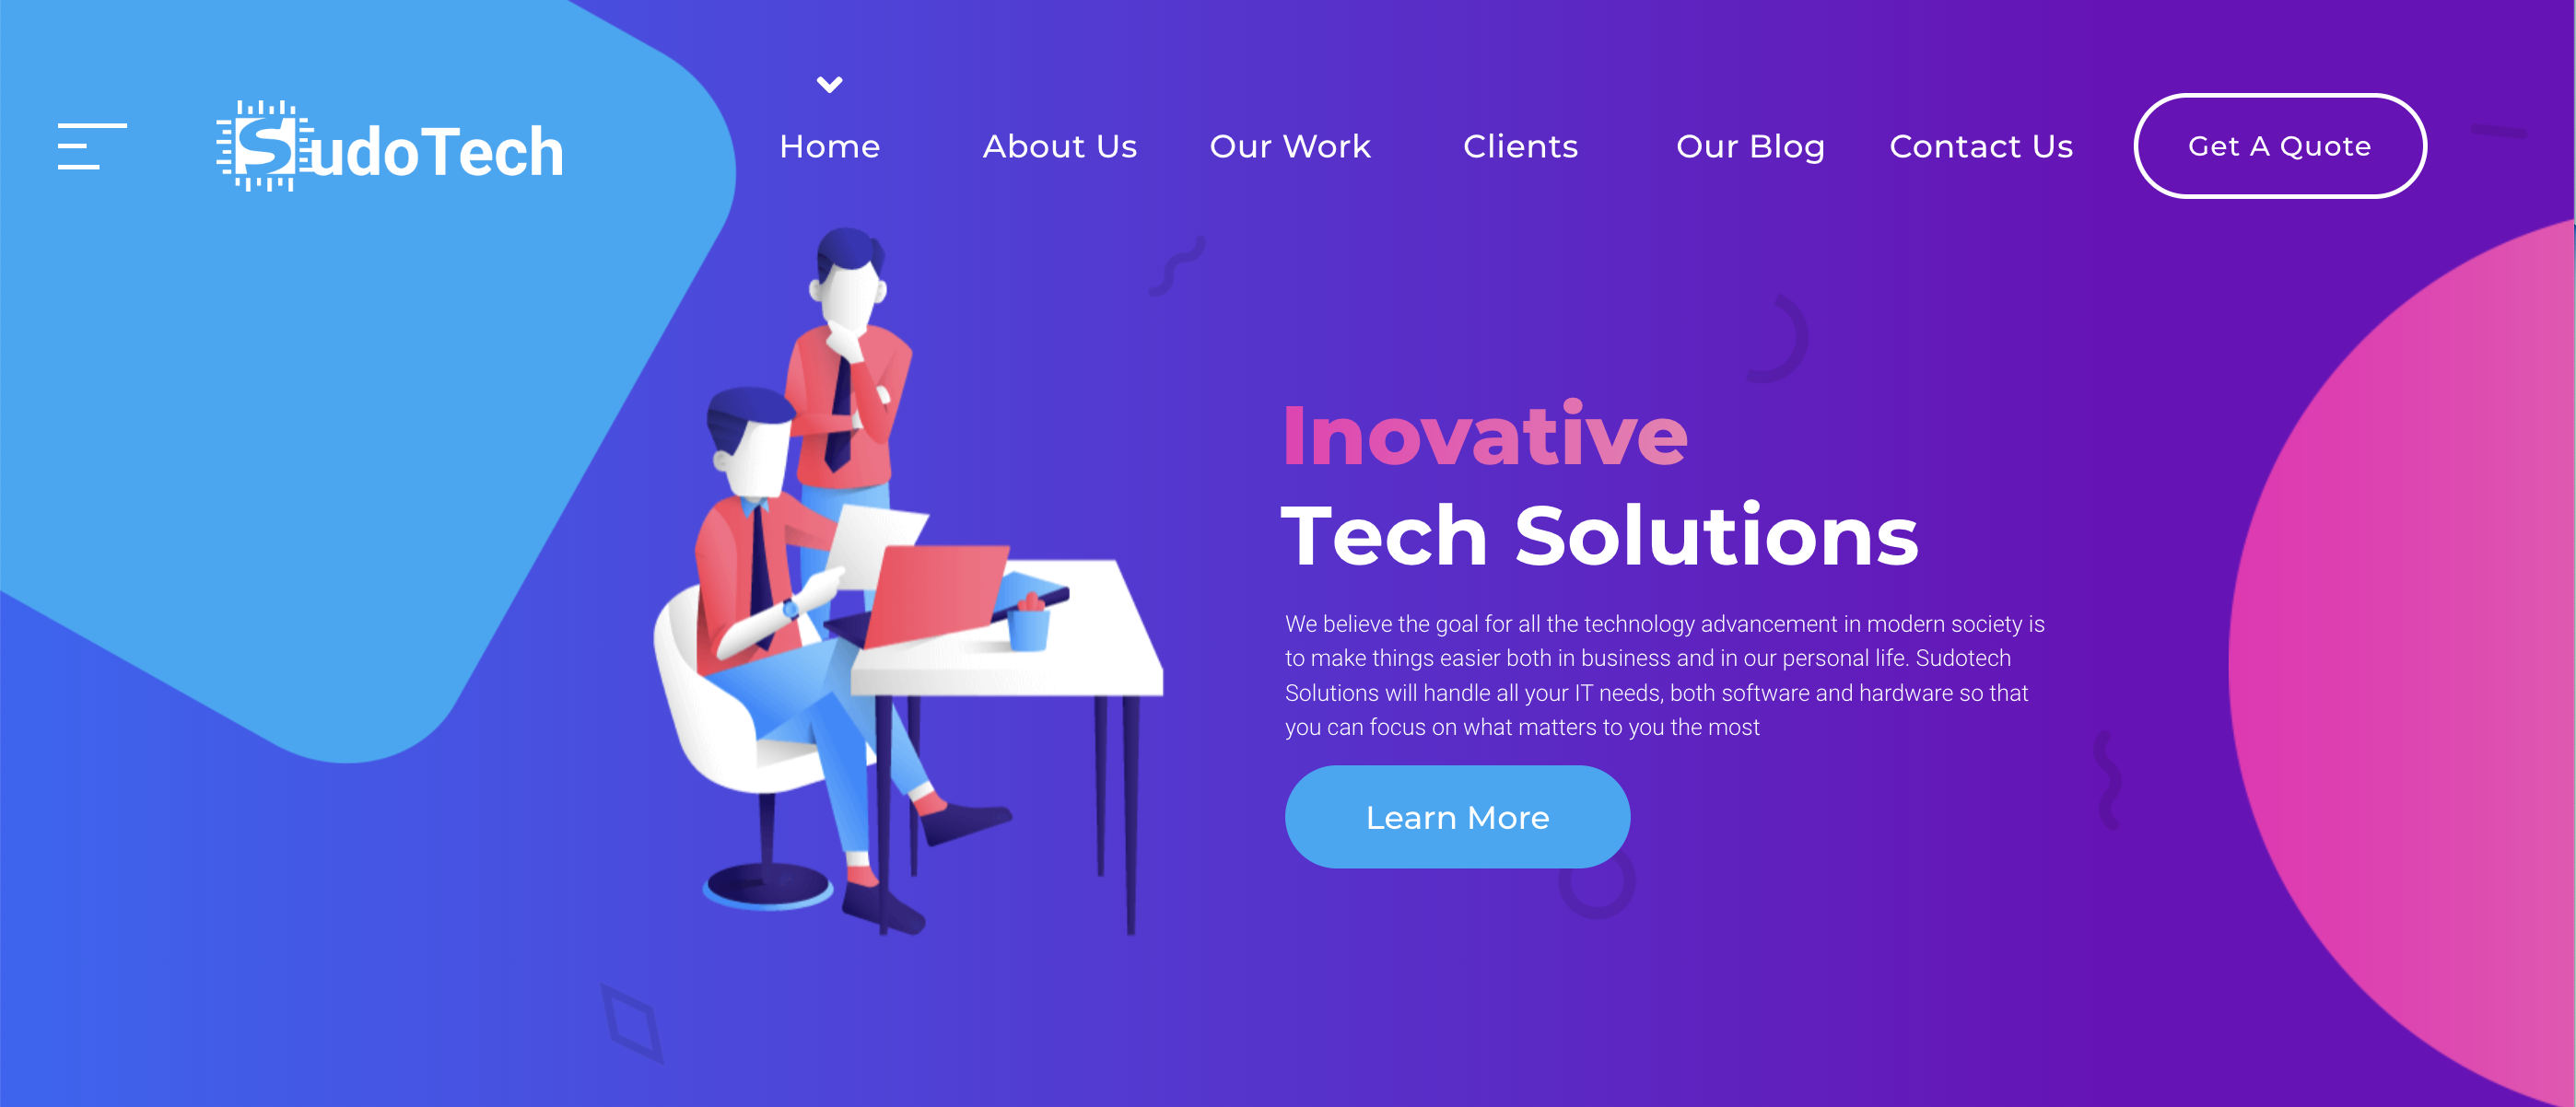 SudoTech
Home About Us Our Work Clients Our Blog Contact Us Get A Quote
Inovative
Tech Solutions
We believe the goal for all the technology advancement in modern society is
to make things easier both in business and in our personal life. Sudotech
Solutions will handle all your IT needs, both software and hardware so that
you can focus on what matters to you the most
Learn More